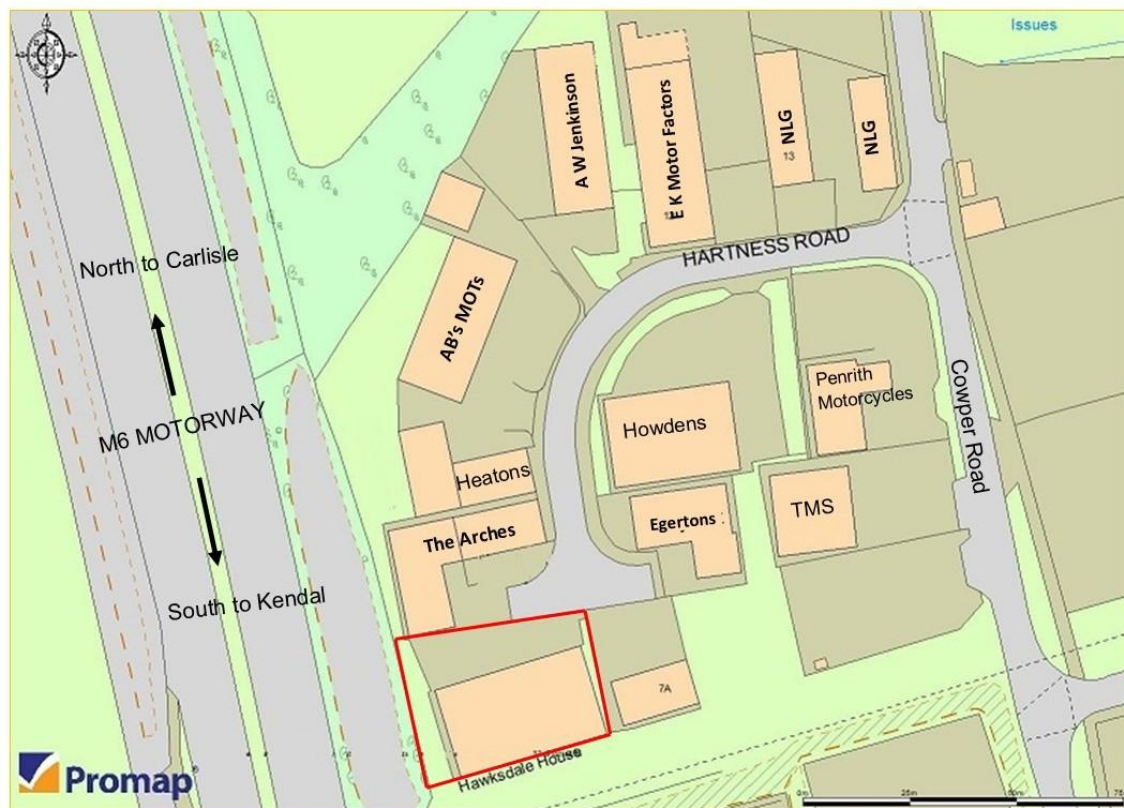 Issues
A W Jenkinson
E K Motor Factors
NLG
13
NLG
HARTNESS ROAD
North to Carlisle
AB's MOTs
M6 MOTORWAY
Penrith
Motorcycles
Cowper Road
Howdens
Heatons
The Arches
Egertons
TMS
South to Kendal
7A
Hawksdale House
Promap
0m
25m
50m